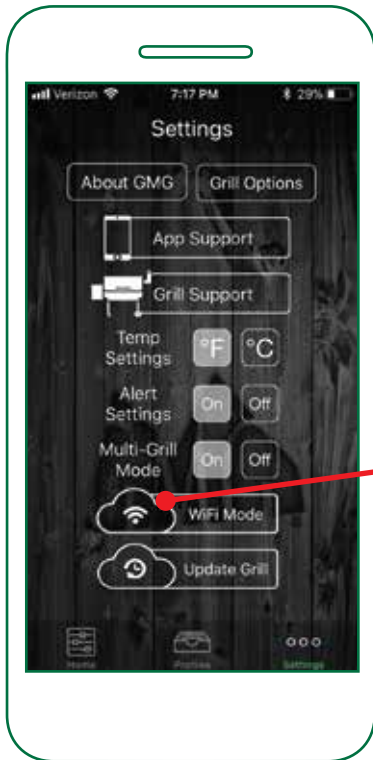 Verizon 7:17 PM 29%
Settings
About GMG Grill Options
App Support
Grill Support
Temp
Settings
°F °C
Alert
Settings
On Off
Multi-Grill
Mode
On Off
WiFi Mode
Update Grill
Home Profiles Settings